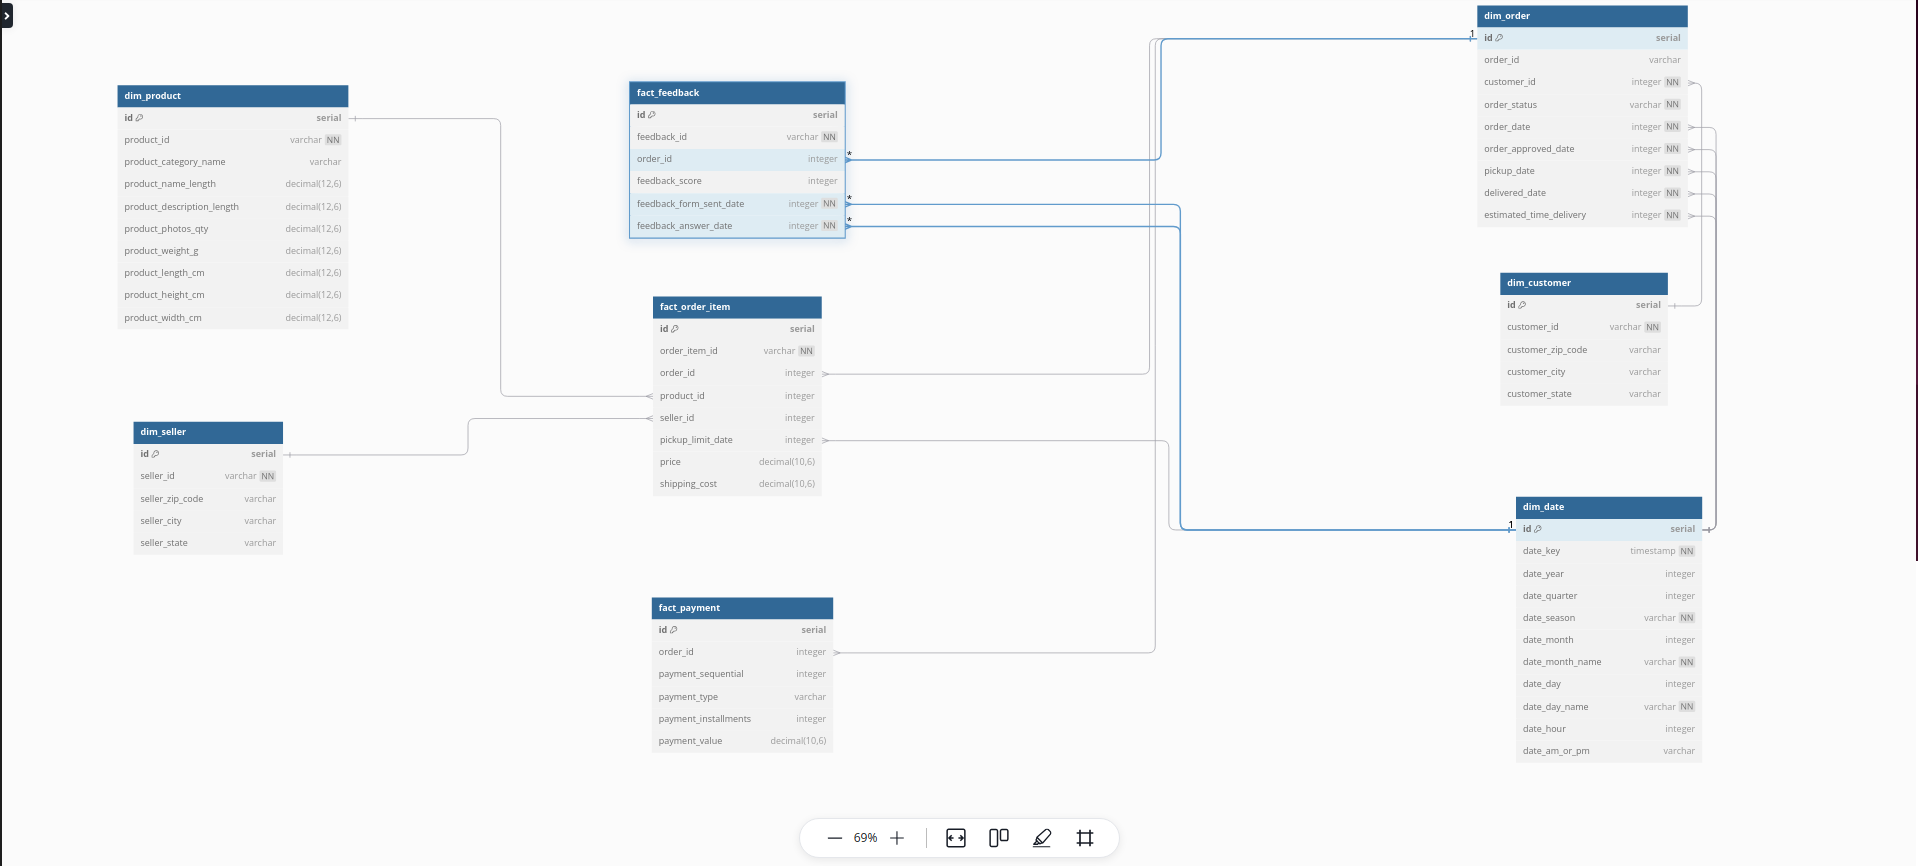 dim_product
id serial
product_id varchar NN
product_category_name varchar
product_name_length decimal(12,6)
product_description_length decimal(12,6)
product_photos_qty decimal(12,6)
product_weight_g decimal(12,6)
product_length_cm decimal(12,6)
product_height_cm decimal(12,6)
product_width_cm decimal(12,6)
dim_seller
id serial
seller_id varchar NN
seller_zip_code varchar
seller_city varchar
seller_state varchar
fact_feedback
id serial
feedback_id varchar NN
order_id integer *
feedback_score integer
feedback_form_sent_date integer NN *
feedback_answer_date integer NN *
fact_order_item
id serial
order_item_id varchar NN
order_id integer
product_id integer
seller_id integer
pickup_limit_date integer
price decimal(10,6)
shipping_cost decimal(10,6)
fact_payment
id serial
order_id integer
payment_sequential integer
payment_type varchar
payment_installments integer
payment_value decimal(10,6)
dim_order
1 id serial
order_id varchar
customer_id integer NN
order_status varchar NN
order_date integer NN
order_approved_date integer NN
pickup_date integer NN
delivered_date integer NN
estimated_time_delivery integer NN
dim_customer
id serial
customer_id varchar NN
customer_zip_code varchar
customer_city varchar
customer_state varchar
dim_date
1 id serial
date_key timestamp NN
date_year integer
date_quarter integer
date_season varchar NN
date_month integer
date_month_name varchar NN
date_day integer
date_day_name varchar NN
date_hour integer
date_am_or_pm varchar
69%